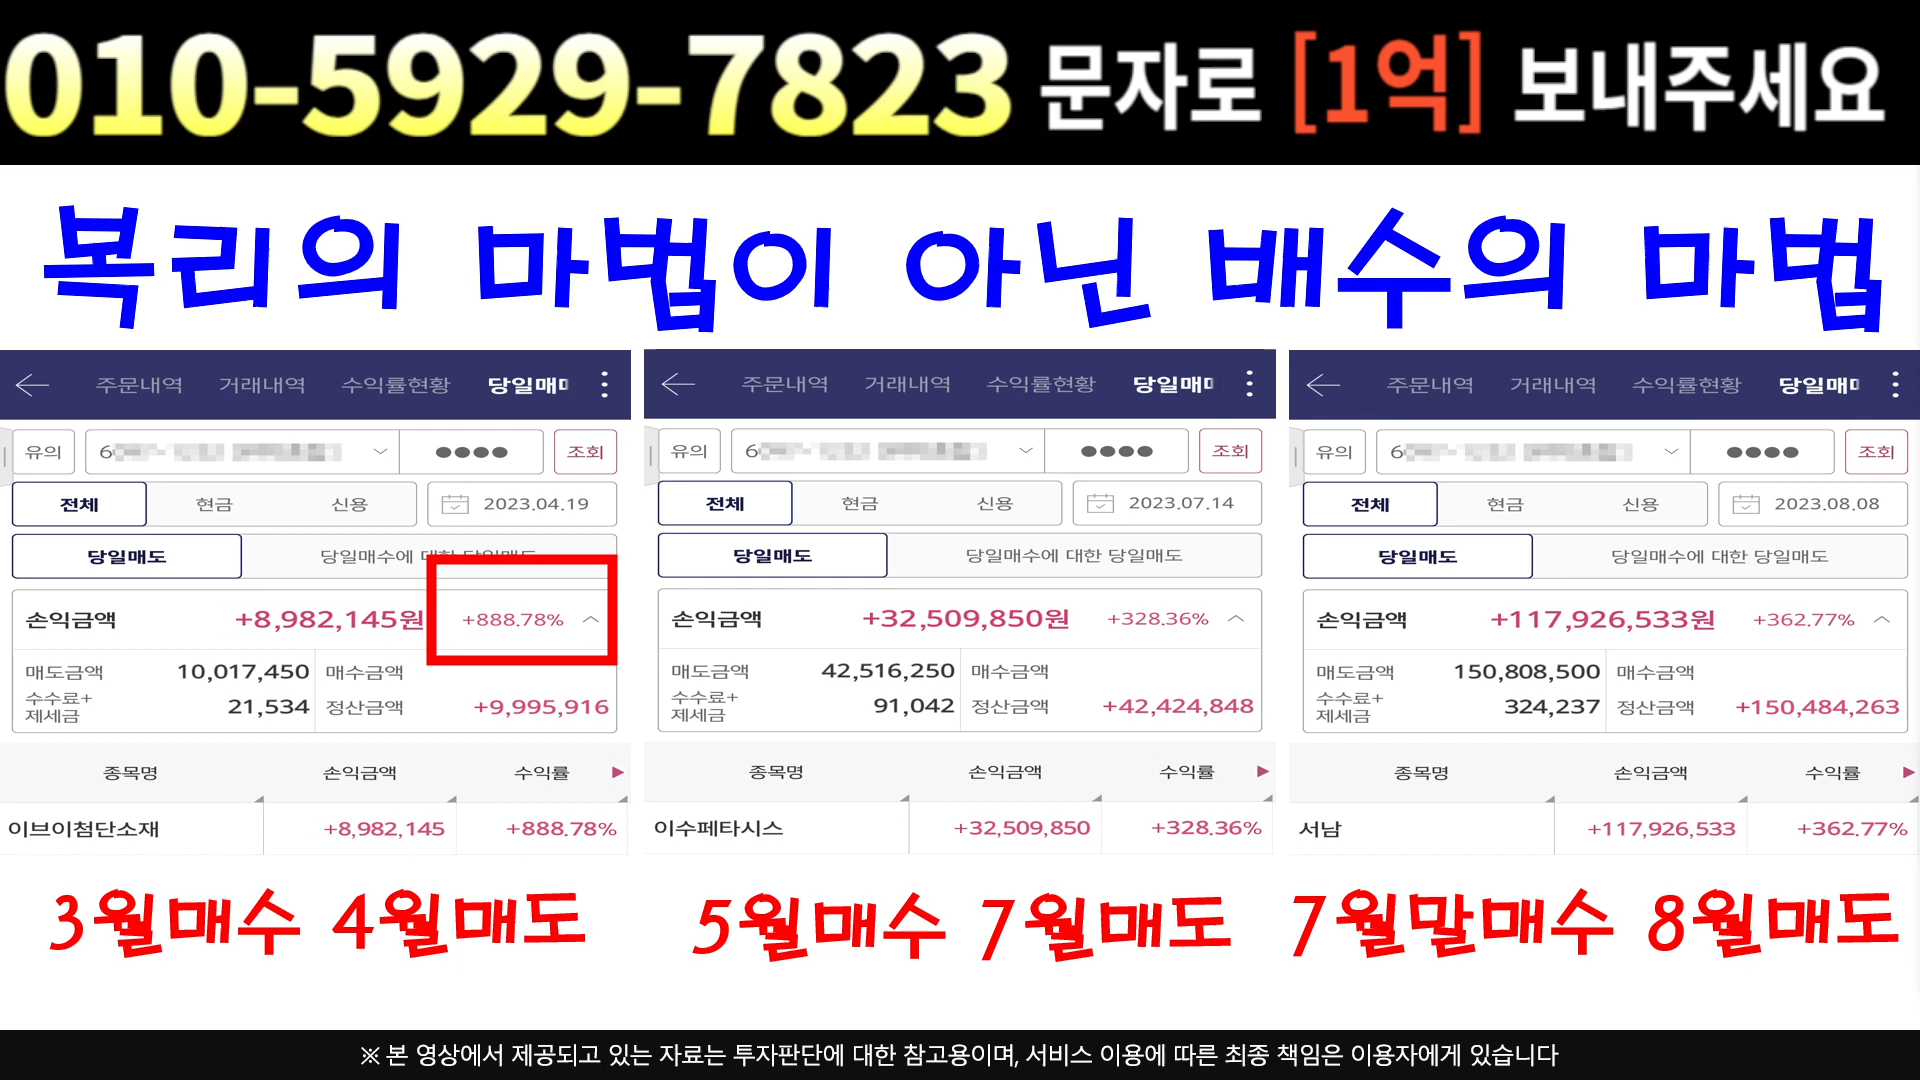 010-5929-7823 문자로 [1억] 보내주세요
복리의 마법이 아닌 배수의 마법
주문내역 거래내역 수익률현황 당일매
유의 6 ●●●● 조회
전체 현금 신용 2023.04.19
당일매도 당일매수에 대한 당일매도
손익금액 +8,982,145원 +888.78%
매도금액 10,017,450 매수금액
수수료+
제세금 21,534 정산금액 +9,995,916
종목명 손익금액 수익률
이브이첨단소재 +8,982,145 +888.78%
3월매수 4월매도
주문내역 거래내역 수익률현황 당일매
유의 6 ●●●● 조회
전체 현금 신용 2023.07.14
당일매도 당일매수에 대한 당일매도
손익금액 +32,509,850원 +328.36%
매도금액 42,516,250 매수금액
수수료+
제세금 91,042 정산금액 +42,424,848
종목명 손익금액 수익률
이수페타시스 +32,509,850 +328.36%
5월매수 7월매도
주문내역 거래내역 수익률현황 당일매
유의 6 ●●●● 조회
전체 현금 신용 2023.08.08
당일매도 당일매수에 대한 당일매도
손익금액 +117,926,533원 +362.77%
매도금액 150,808,500 매수금액
수수료+
제세금 324,237 정산금액 +150,484,263
종목명 손익금액 수익률
서남 +117,926,533 +362.77%
7월말매수 8월매도
※ 본 영상에서 제공되고 있는 자료는 투자판단에 대한 참고용이며, 서비스 이용에 따른 최종 책임은 이용자에게 있습니다